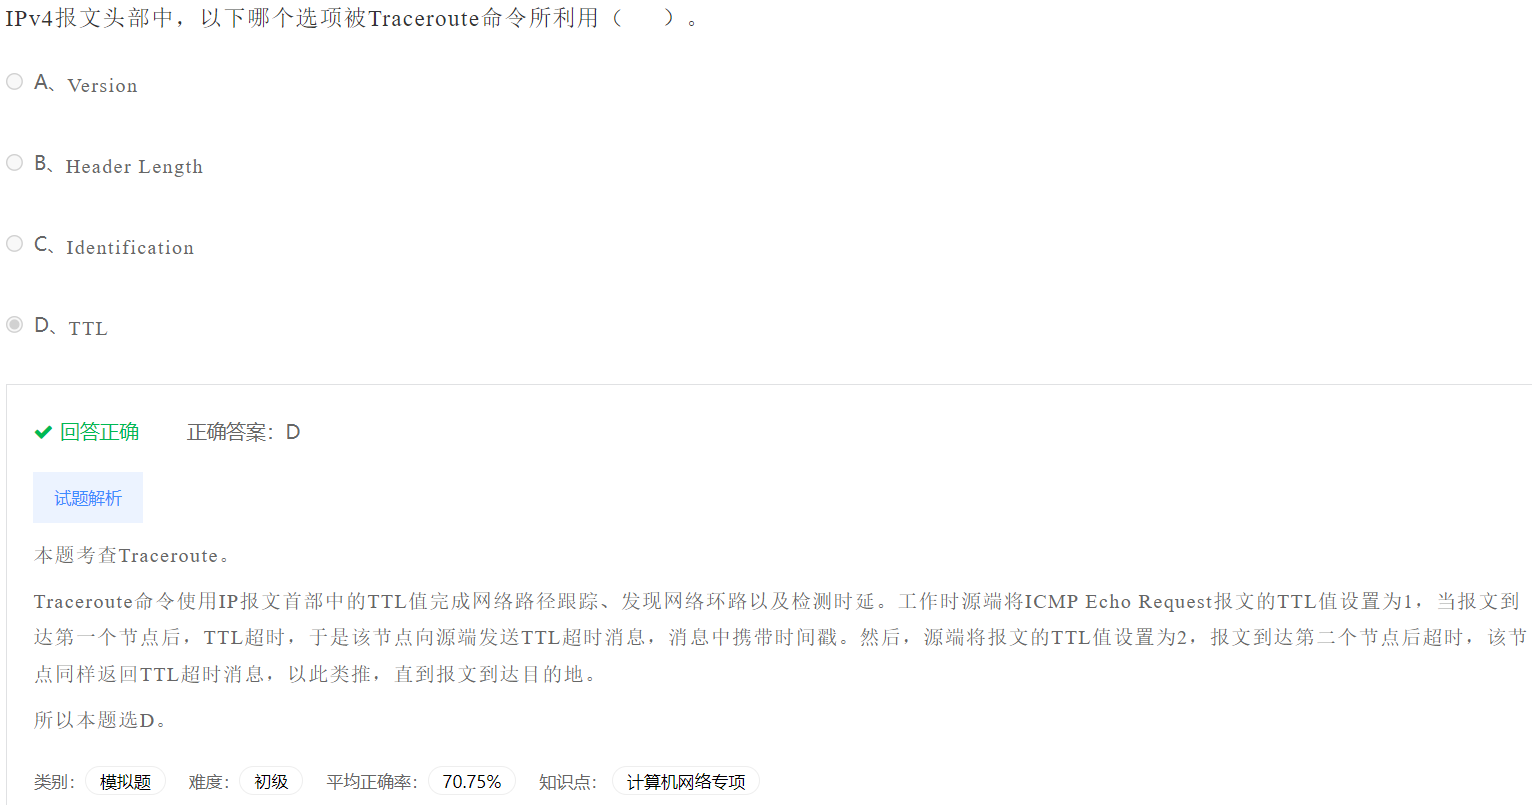 IPv4报文头部中，以下哪个选项被Traceroute命令所利用（　　）。
A、Version
B、Header Length
C、Identification
D、TTL
回答正确　正确答案：D
试题解析
本题考查Traceroute。
Traceroute命令使用IP报文首部中的TTL值完成网络路径跟踪、发现网络环路以及检测时延。工作时源端将ICMP Echo Request报文的TTL值设置为1，当报文到
达第一个节点后，TTL超时，于是该节点向源端发送TTL超时消息，消息中携带时间戳。然后，源端将报文的TTL值设置为2，报文到达第二个节点后超时，该节
点同样返回TTL超时消息，以此类推，直到报文到达目的地。
所以本题选D。
类别：模拟题　难度：初级　平均正确率：70.75%　知识点：计算机网络专项